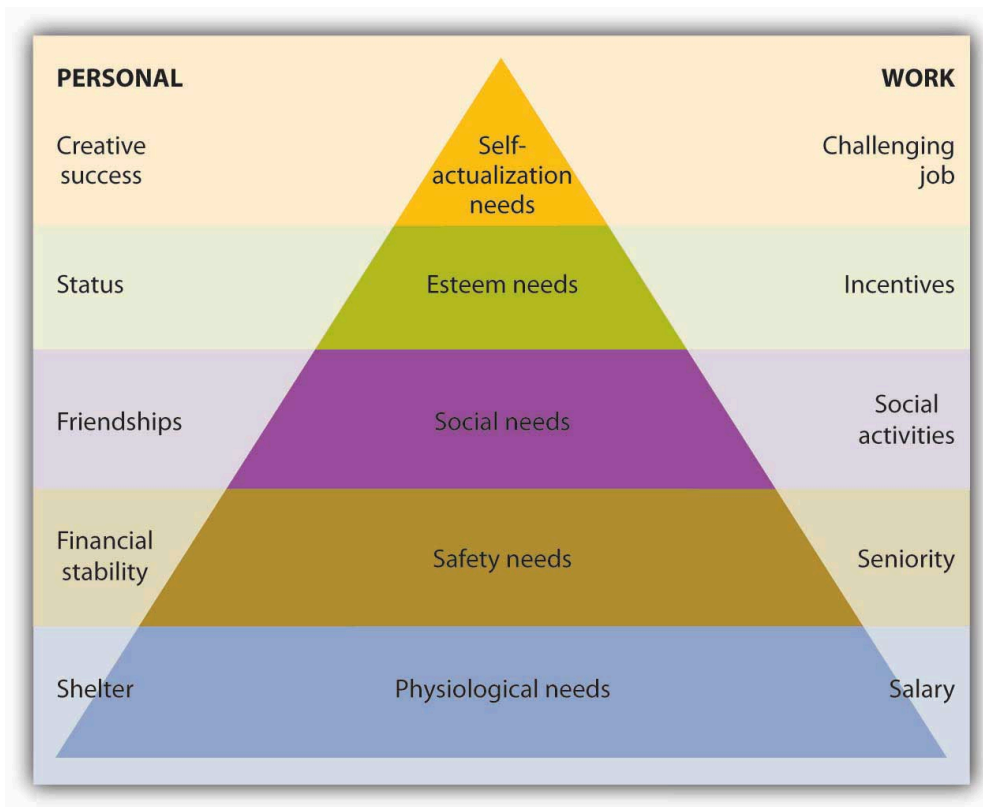 PERSONAL
WORK
Creative
success
Self-
actualization
needs
Challenging
job
Status
Esteem needs
Incentives
Friendships
Social needs
Social
activities
Financial
stability
Safety needs
Seniority
Shelter
Physiological needs
Salary